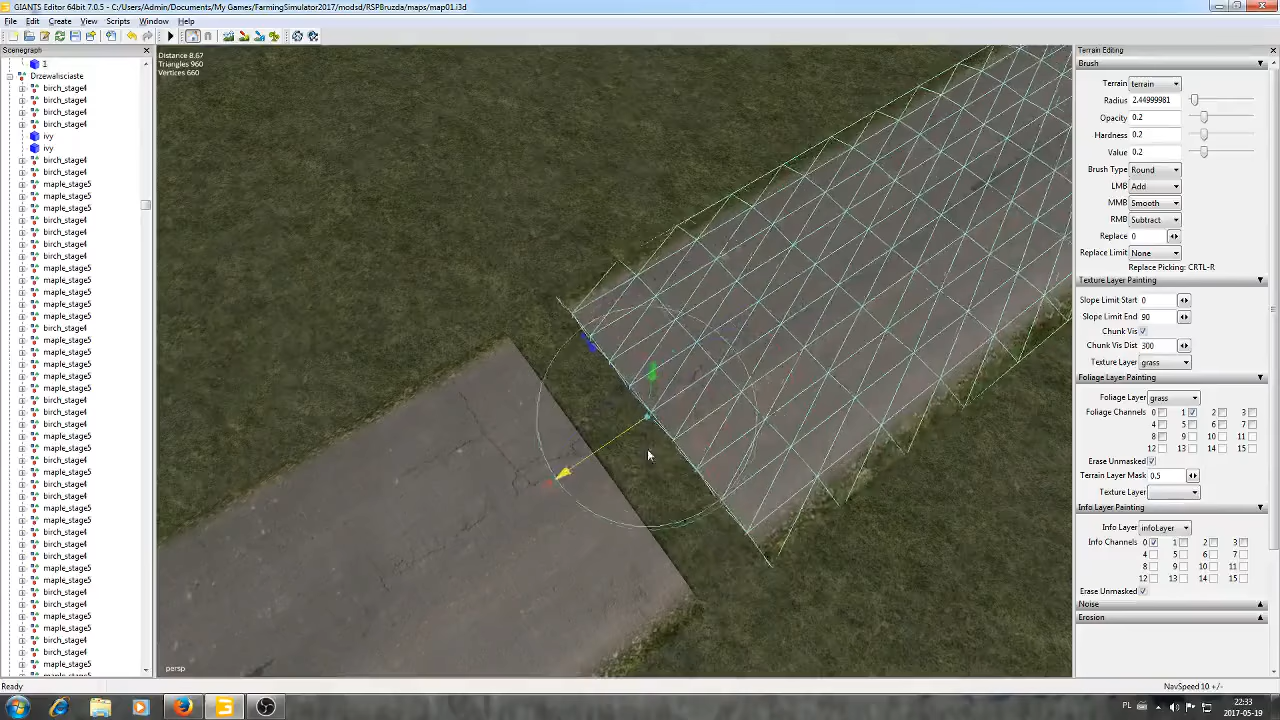 GIANTS Editor 64bit 7.0.5 - C:/Users/Admin/Documents/My Games/FarmingSimulator2017/modsd/RSPBruzda/maps/map01.i3d
File Edit Create View Scripts Window Help
Scenegraph
1
Drzewalisciaste
birch_stage4
birch_stage4
birch_stage4
birch_stage4
ivy
ivy
birch_stage4
birch_stage4
maple_stage5
maple_stage5
maple_stage5
birch_stage4
birch_stage4
birch_stage4
birch_stage4
maple_stage5
maple_stage5
maple_stage5
maple_stage5
maple_stage5
birch_stage4
birch_stage4
maple_stage5
maple_stage5
maple_stage5
maple_stage5
birch_stage4
maple_stage5
maple_stage5
birch_stage4
maple_stage5
birch_stage4
birch_stage4
birch_stage4
maple_stage5
birch_stage4
birch_stage4
birch_stage4
maple_stage5
birch_stage4
birch_stage4
maple_stage5
maple_stage5
birch_stage4
birch_stage4
maple_stage5
Distance 8.67
Triangles 960
Vertices 660
persp
Terrain Editing
Brush
Terrain terrain
Radius 2.44999981
Opacity 0.2
Hardness 0.2
Value 0.2
Brush Type Round
LMB Add
MMB Smooth
RMB Subtract
Replace 0
Replace Limit None
Replace Picking: CRTL-R
Texture Layer Painting
Slope Limit Start 0
Slope Limit End 90
Chunk Vis
Chunk Vis Dist 300
Texture Layer grass
Foliage Layer Painting
Foliage Layer grass
Foliage Channels 0 1 2 3
4 5 6 7
8 9 10 11
12 13 14 15
Erase Unmasked
Terrain Layer Mask 0.5
Texture Layer
Info Layer Painting
Info Layer infoLayer
Info Channels 0 1 2 3
4 5 6 7
8 9 10 11
12 13 14 15
Erase Unmasked
Noise
Erosion
Ready
NavSpeed 10 +/-
PL
22:33
2017-05-19